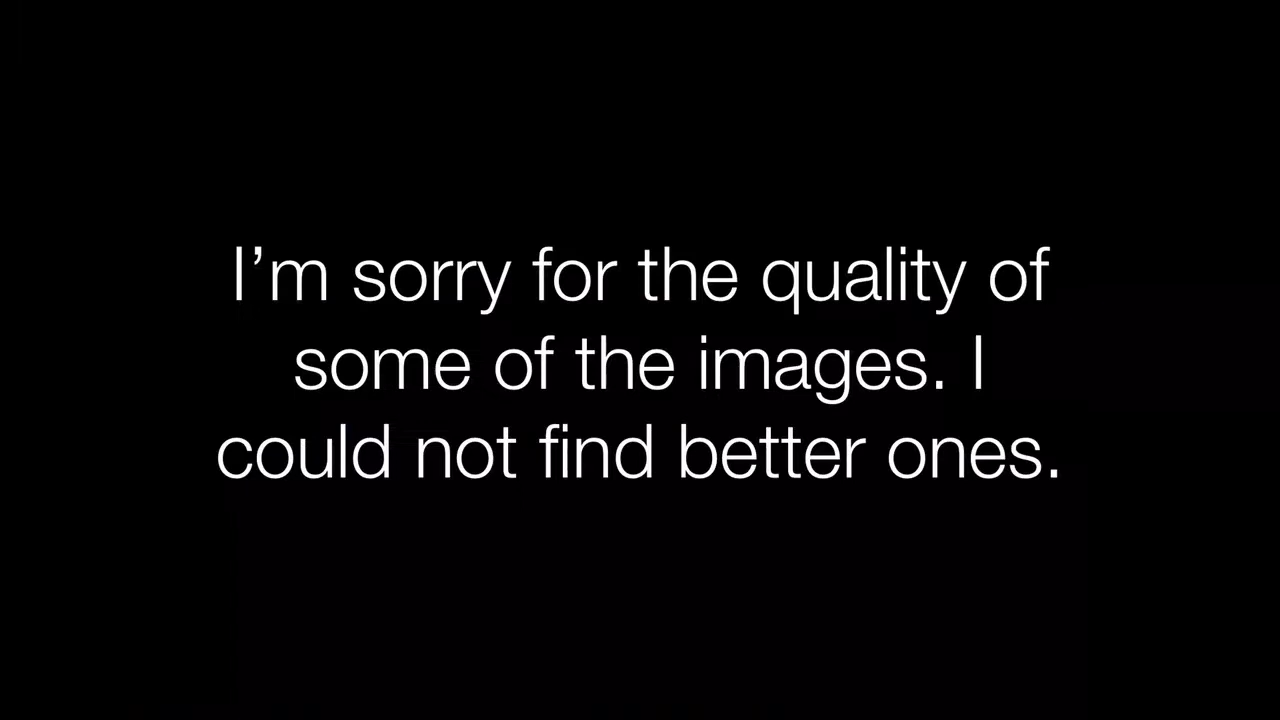 I’m sorry for the quality of
some of the images. I
could not find better ones.